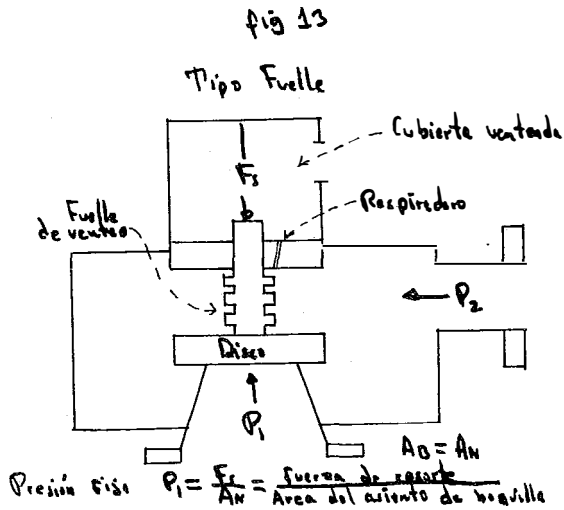 fig 13
Tipo Fuelle
Cubierta venteada
Fs
Respiradero
Fuelle
de venteo
P2
Disco
P1
AB = AN
Presión P1 = Fs/AN = fuerza de resorte/Area del asiento de boquilla